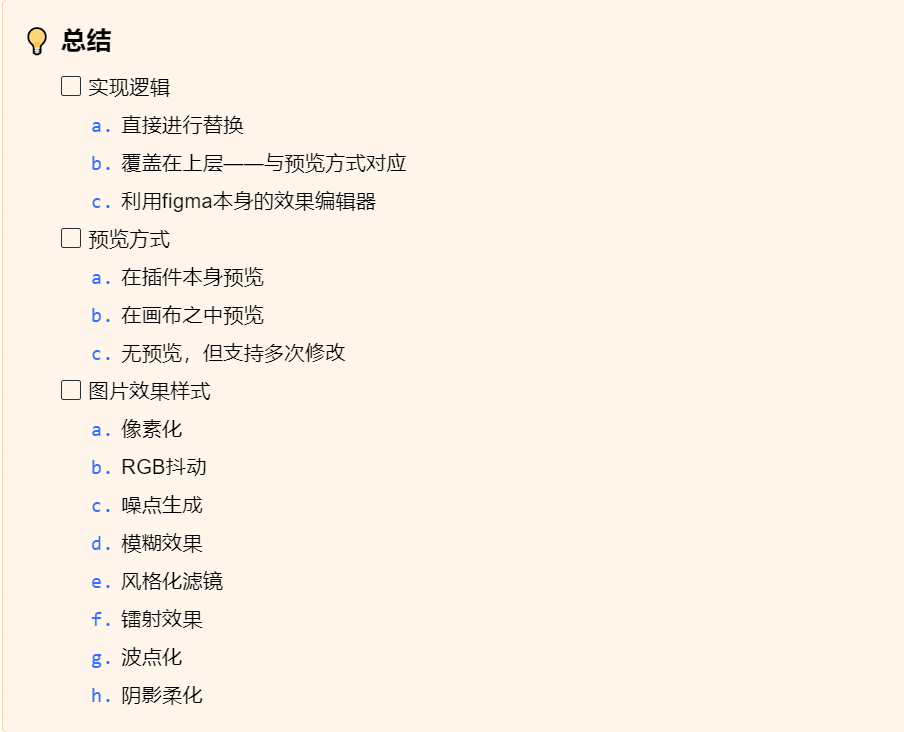 总结
实现逻辑
a. 直接进行替换
b. 覆盖在上层——与预览方式对应
c. 利用figma本身的效果编辑器
预览方式
a. 在插件本身预览
b. 在画布之中预览
c. 无预览，但支持多次修改
图片效果样式
a. 像素化
b. RGB抖动
c. 噪点生成
d. 模糊效果
e. 风格化滤镜
f. 镭射效果
g. 波点化
h. 阴影柔化